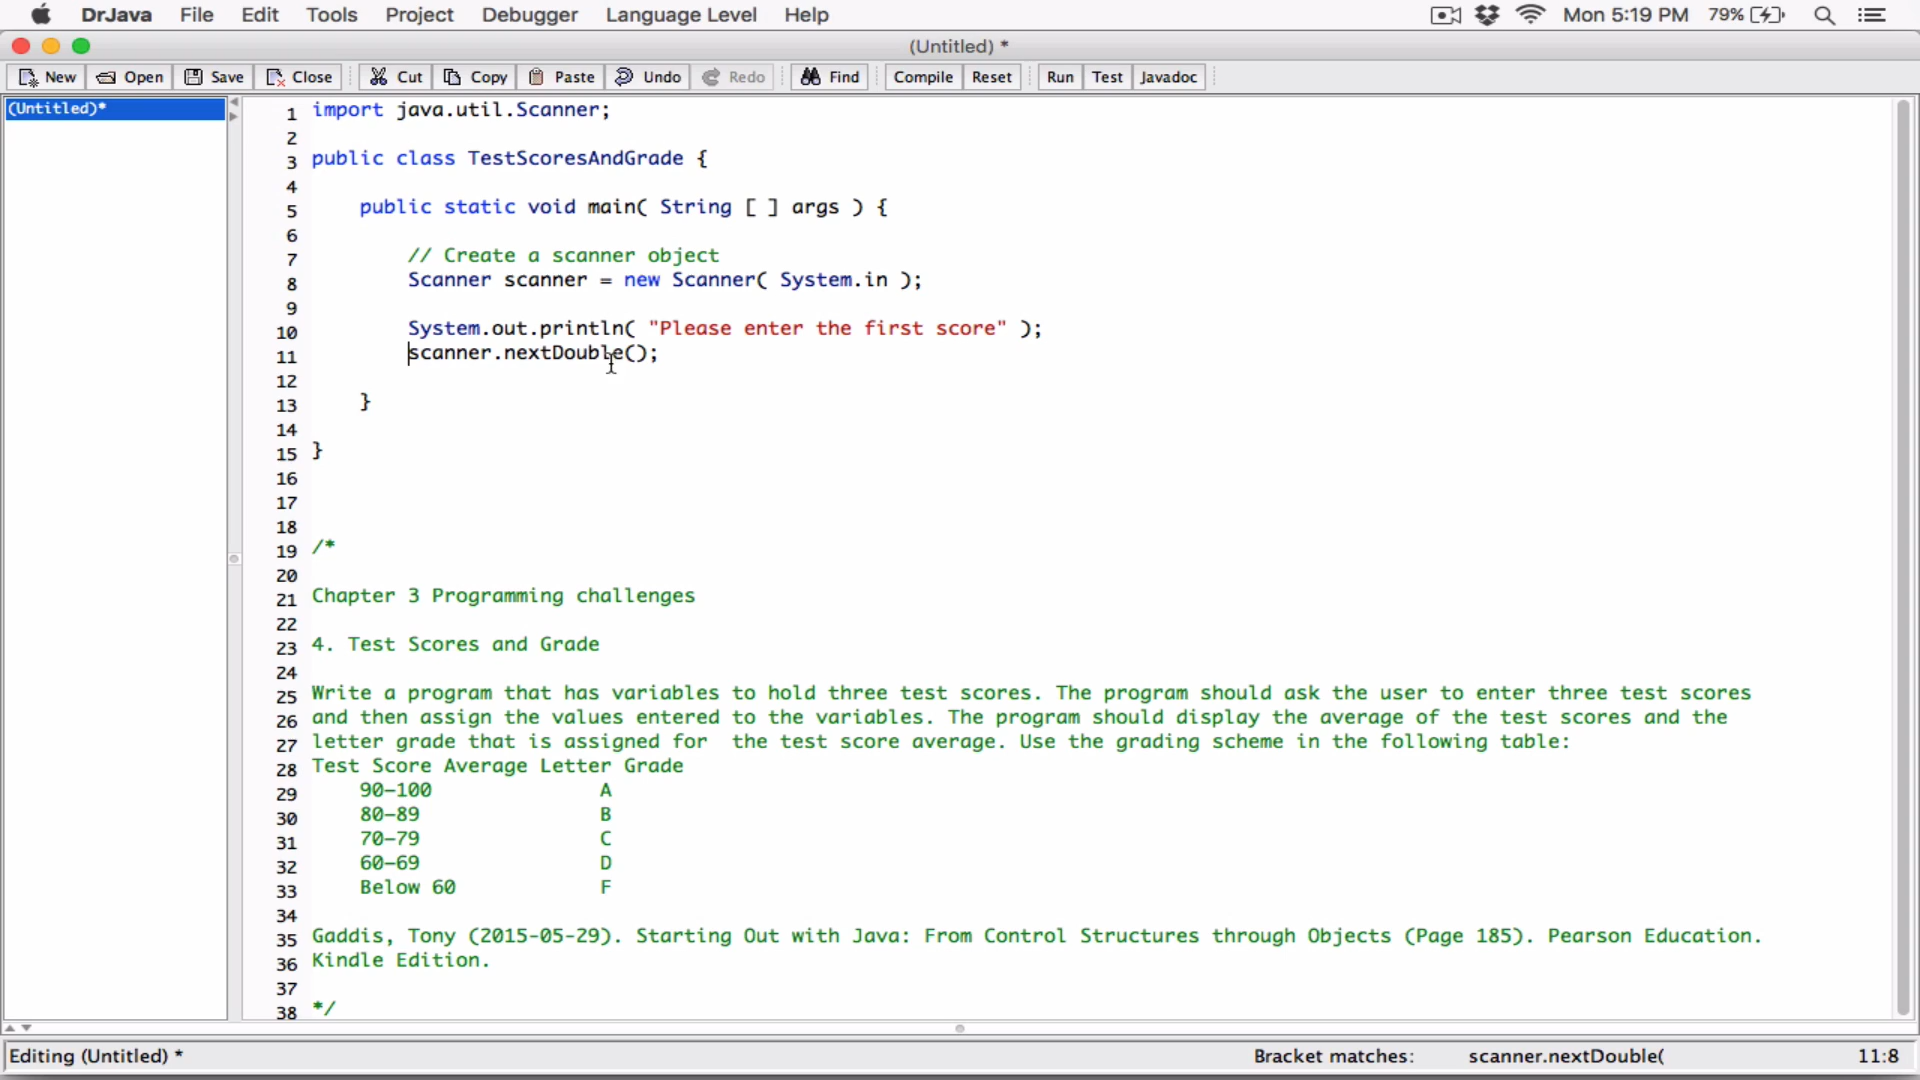 DrJava File Edit Tools Project Debugger Language Level Help Mon 5:19 PM 79%
(Untitled) *
New Open Save Close Cut Copy Paste Undo Redo Find Compile Reset Run Test Javadoc
(Untitled)*
1 import java.util.Scanner;
2
3 public class TestScoresAndGrade {
4
5 public static void main( String [ ] args ) {
6
7 // Create a scanner object
8 Scanner scanner = new Scanner( System.in );
9
10 System.out.println( "Please enter the first score" );
11 scanner.nextDouble();
12
13 }
14
15 }
16
17
18
19 /*
20
21 Chapter 3 Programming challenges
22
23 4. Test Scores and Grade
24
25 Write a program that has variables to hold three test scores. The program should ask the user to enter three test scores
26 and then assign the values entered to the variables. The program should display the average of the test scores and the
27 letter grade that is assigned for  the test score average. Use the grading scheme in the following table:
28 Test Score Average Letter Grade
29 90–100 A
30 80–89 B
31 70–79 C
32 60–69 D
33 Below 60 F
34
35 Gaddis, Tony (2015-05-29). Starting Out with Java: From Control Structures through Objects (Page 185). Pearson Education.
36 Kindle Edition.
37
38 */
Editing (Untitled) * Bracket matches: scanner.nextDouble( 11:8